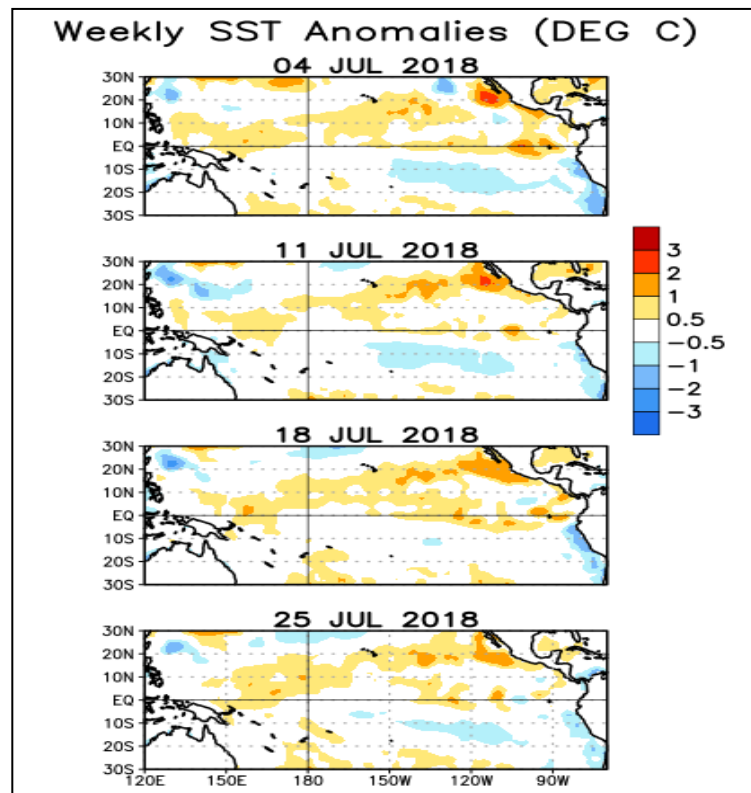 Weekly SST Anomalies (DEG C)
04 JUL 2018
30N
20N
10N
EQ
10S
20S
30S
11 JUL 2018
30N
20N
10N
EQ
10S
20S
30S
3
2
1
0.5
−0.5
−1
−2
−3
18 JUL 2018
30N
20N
10N
EQ
10S
20S
30S
25 JUL 2018
30N
20N
10N
EQ
10S
20S
30S
120E 150E 180 150W 120W 90W